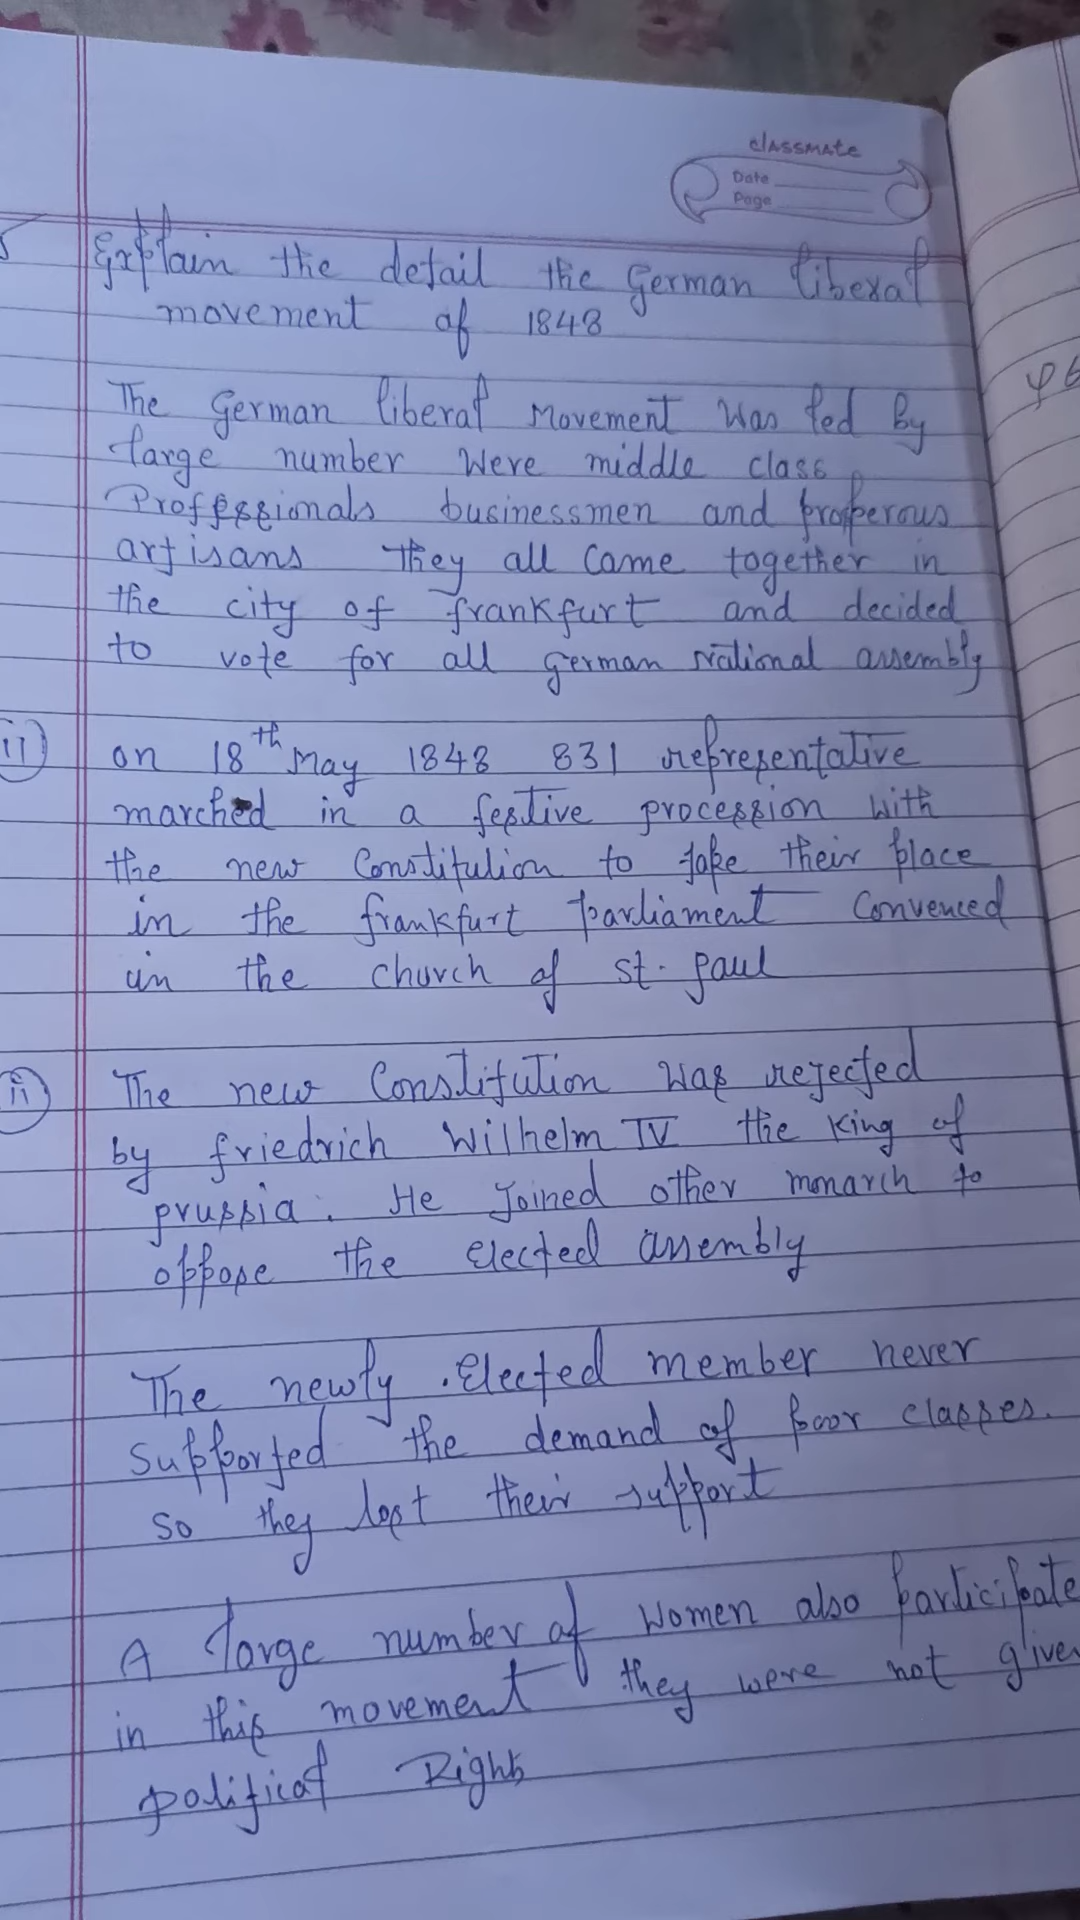 classmate
Date
Page
5 Explain the detail the German liberal
movement of 1848
The German liberal Movement was led by
large number were middle class
Professionals businessmen and prosperous
artisans they all came together in
the city of frankfurt and decided
to vote for all german national assembly
ii) on 18th May 1848 831 representative
marched in a festive procession with
the new Constitution to take their place
in the frankfurt parliament Convenced
in the church of st. paul
ii The new Constitution was rejected
by friedrich Wilhelm IV the King of
prussia. He joined other monarch to
oppose the Elected assembly
The newly Elected member never
supported the demand of poor classes.
so they lost their support
A large number of women also participate
in this movement they were not given
political Rights